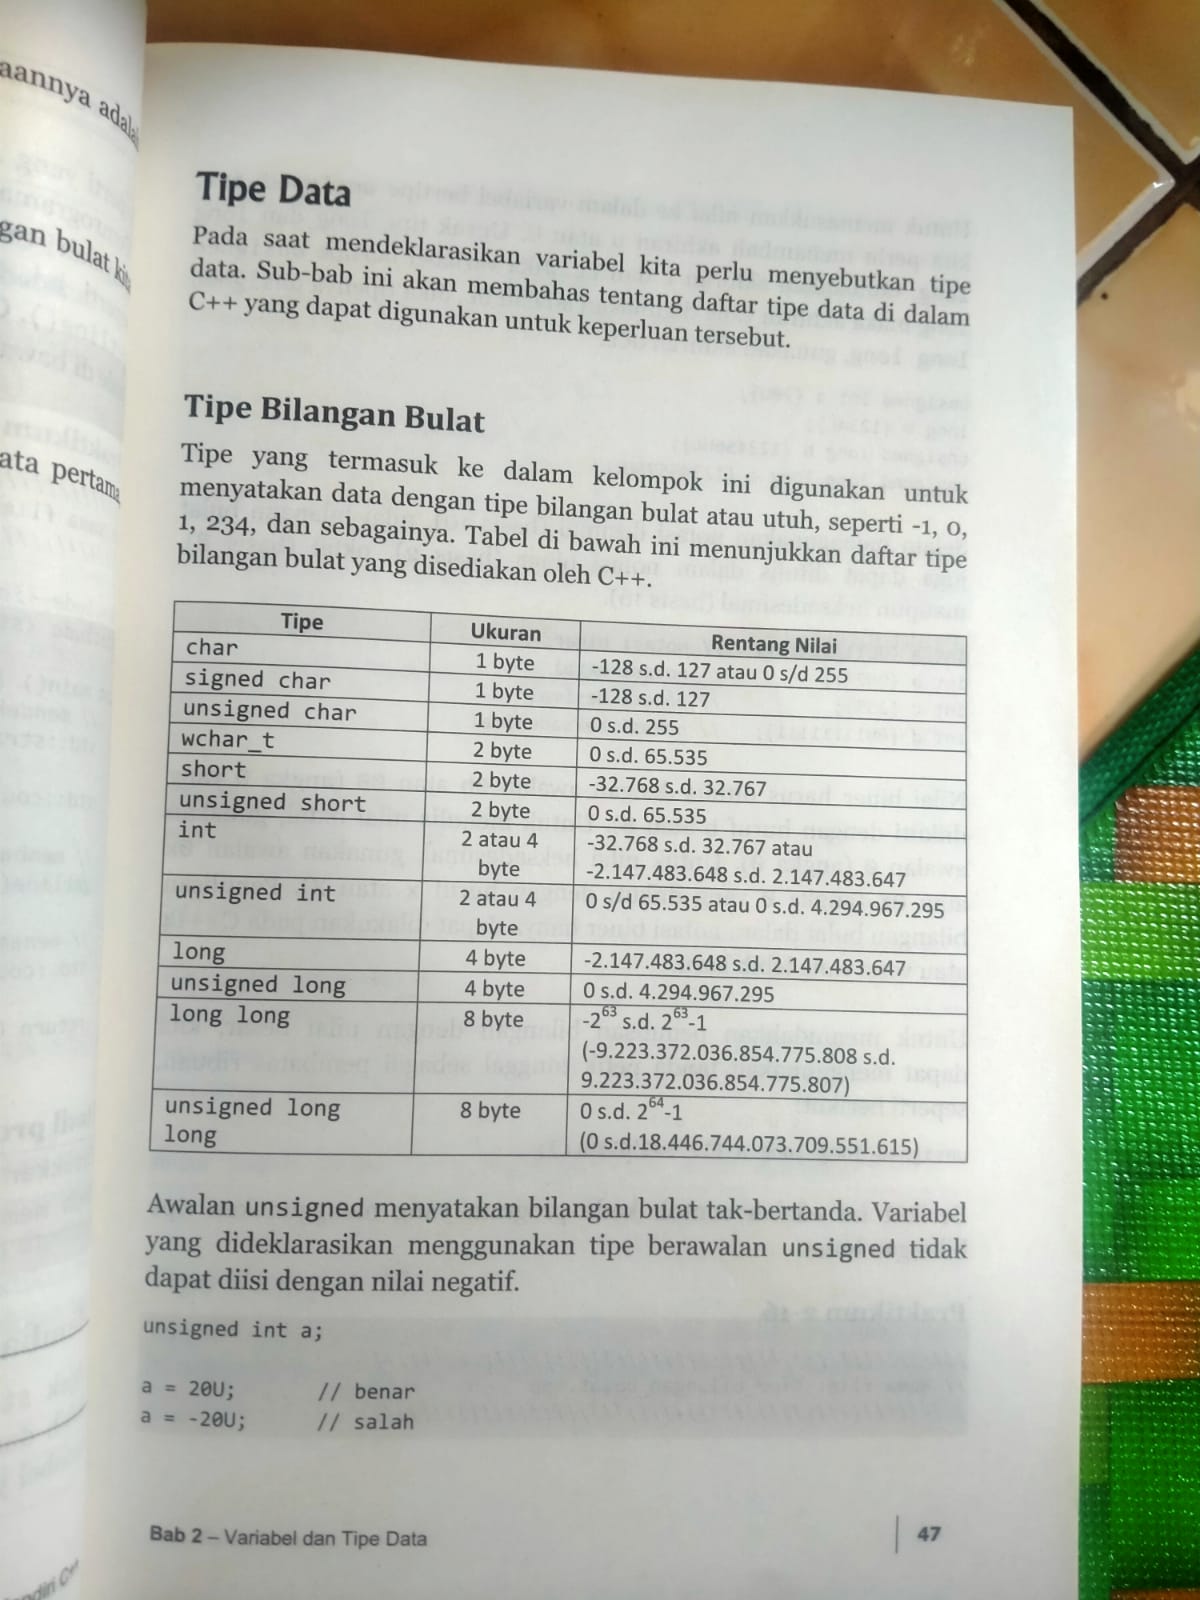 aannya
gan bulat
ata
Tipe Data
Pada saat mendeklarasikan variabel kita perlu menyebutkan tipe
data. Sub-bab ini akan membahas tentang daftar tipe data di dalam
C++ yang dapat digunakan untuk keperluan tersebut.
Tipe Bilangan Bulat
Tipe yang termasuk ke dalam kelompok ini digunakan untuk
menyatakan data dengan tipe bilangan bulat atau utuh, seperti -1, 0,
1, 234, dan sebagainya. Tabel di bawah ini menunjukkan daftar tipe
bilangan bulat yang disediakan oleh C++.
Tipe Ukuran Rentang Nilai
char 1 byte -128 s.d. 127 atau 0 s/d 255
signed char 1 byte -128 s.d. 127
unsigned char 1 byte 0 s.d. 255
wchar_t 2 byte 0 s.d. 65.535
short 2 byte -32.768 s.d. 32.767
unsigned short 2 byte 0 s.d. 65.535
int 2 atau 4 -32.768 s.d. 32.767 atau
byte -2.147.483.648 s.d. 2.147.483.647
unsigned int 2 atau 4 0 s/d 65.535 atau 0 s.d. 4.294.967.295
byte
long 4 byte -2.147.483.648 s.d. 2.147.483.647
unsigned long 4 byte 0 s.d. 4.294.967.295
long long 8 byte -2⁶³ s.d. 2⁶³-1
(-9.223.372.036.854.775.808 s.d.
9.223.372.036.854.775.807)
unsigned long 8 byte 0 s.d. 2⁶⁴-1
long (0 s.d.18.446.744.073.709.551.615)
Awalan unsigned menyatakan bilangan bulat tak-bertanda. Variabel
yang dideklarasikan menggunakan tipe berawalan unsigned tidak
dapat diisi dengan nilai negatif.
unsigned int a;
a = 20U; // benar
a = -20U; // salah
Bab 2 – Variabel dan Tipe Data 47